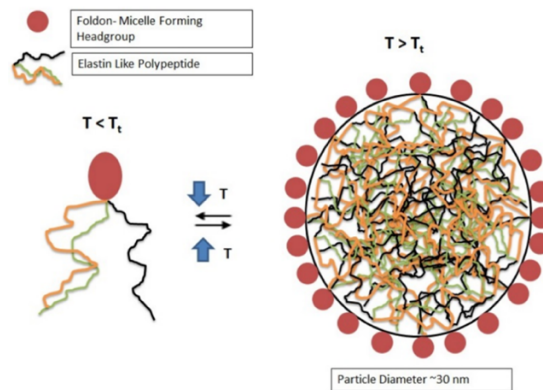 Foldon- Micelle Forming
Headgroup
Elastin Like Polypeptide
T < Tt
T > Tt
T
T
Particle Diameter ~30 nm